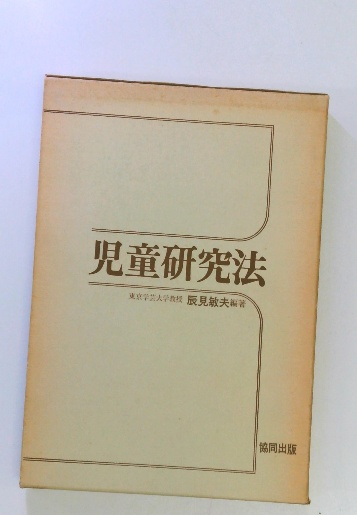 児童研究法
東京学芸大学教授 辰見敏夫編著
協同出版